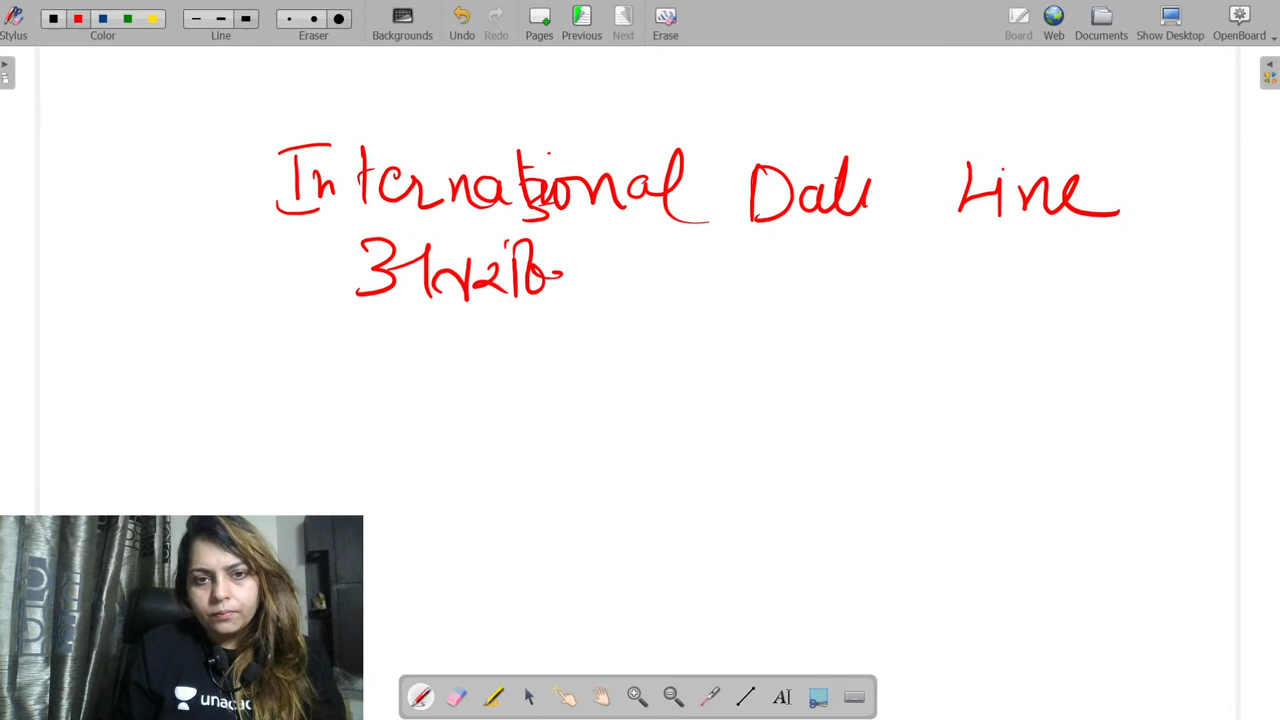 Stylus Color Line Eraser Backgrounds Undo Redo Pages Previous Next Erase Board Web Documents Show Desktop OpenBoard
International Date Line
unac